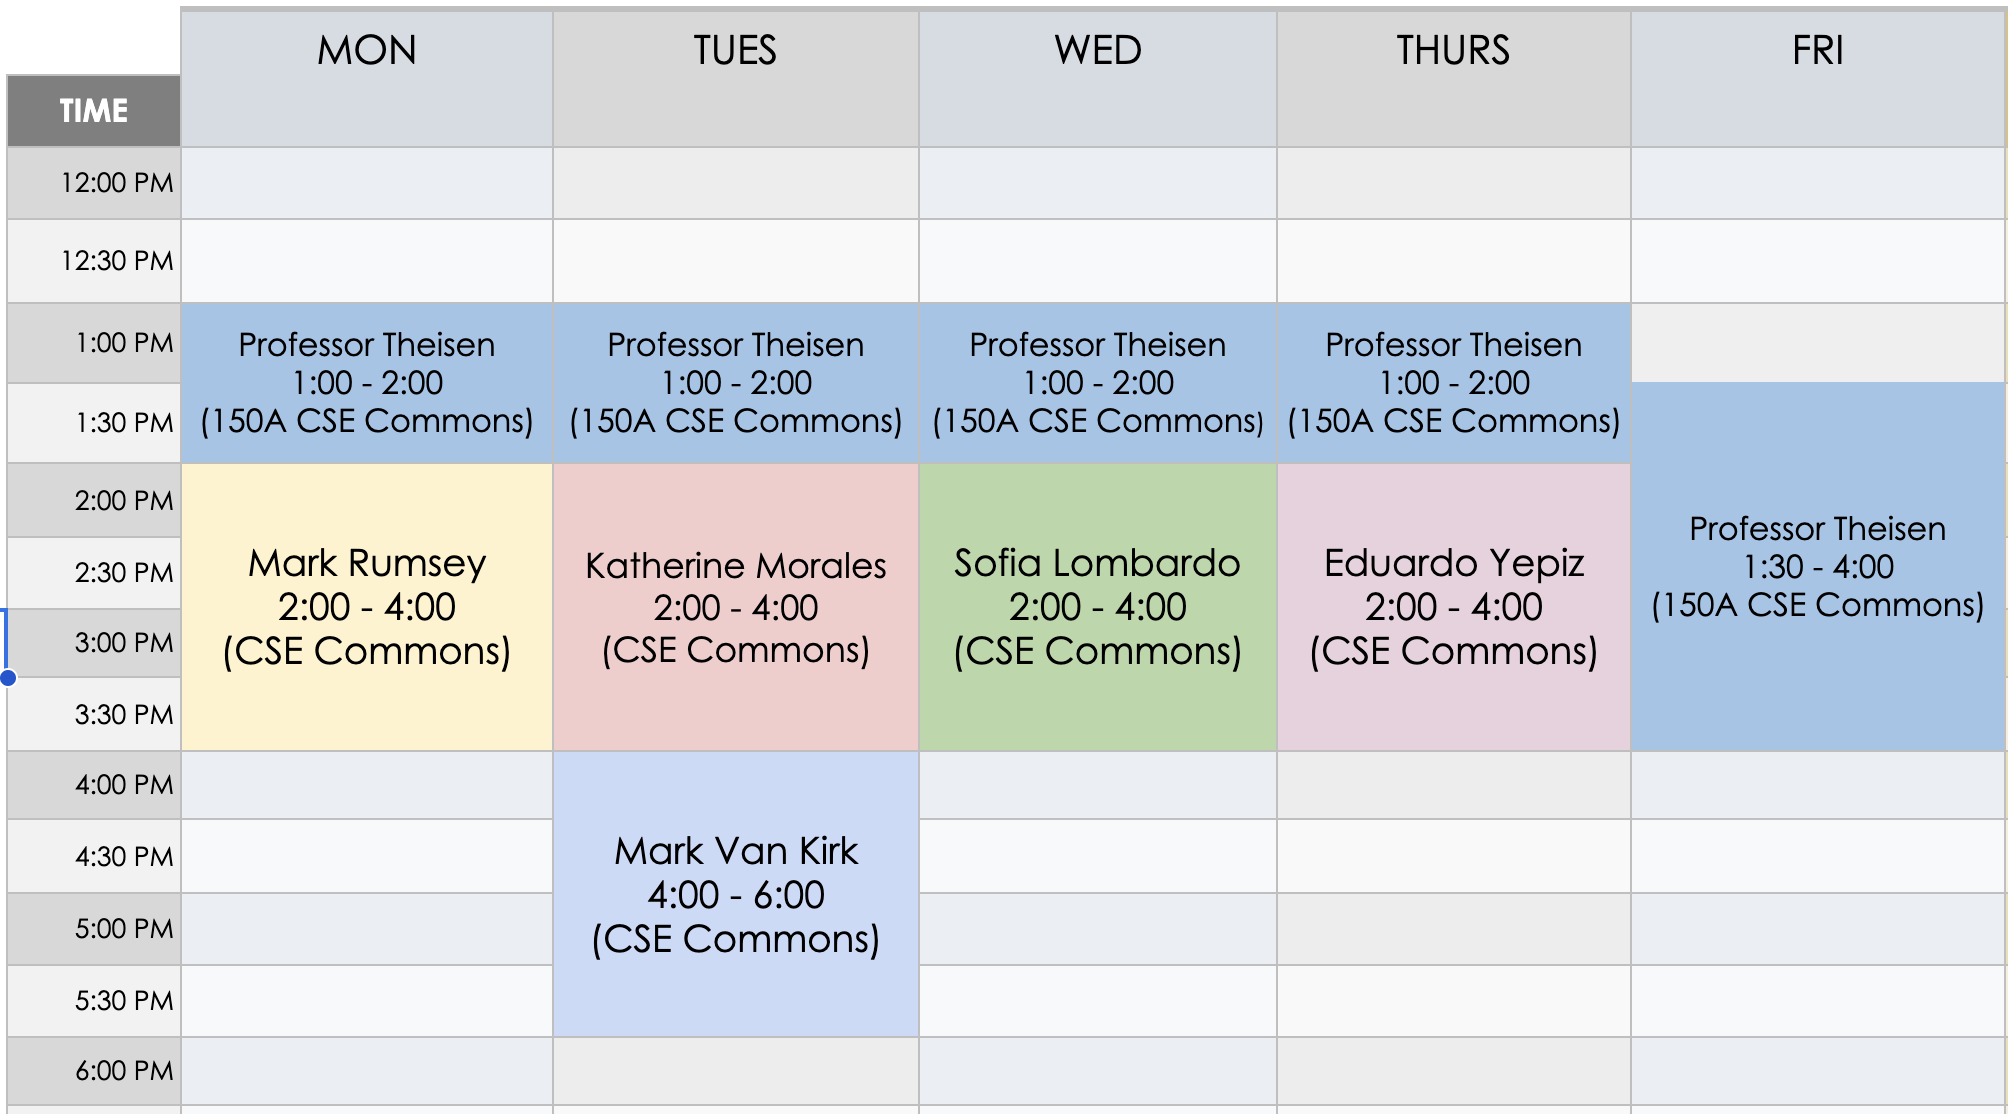 MON
TUES
WED
THURS
FRI
TIME
12:00 PM
12:30 PM
1:00 PM
1:30 PM
2:00 PM
2:30 PM
3:00 PM
3:30 PM
4:00 PM
4:30 PM
5:00 PM
5:30 PM
6:00 PM
Professor Theisen
1:00 - 2:00
(150A CSE Commons)
Professor Theisen
1:00 - 2:00
(150A CSE Commons)
Professor Theisen
1:00 - 2:00
(150A CSE Commons)
Professor Theisen
1:00 - 2:00
(150A CSE Commons)
Professor Theisen
1:30 - 4:00
(150A CSE Commons)
Mark Rumsey
2:00 - 4:00
(CSE Commons)
Katherine Morales
2:00 - 4:00
(CSE Commons)
Sofia Lombardo
2:00 - 4:00
(CSE Commons)
Eduardo Yepiz
2:00 - 4:00
(CSE Commons)
Mark Van Kirk
4:00 - 6:00
(CSE Commons)